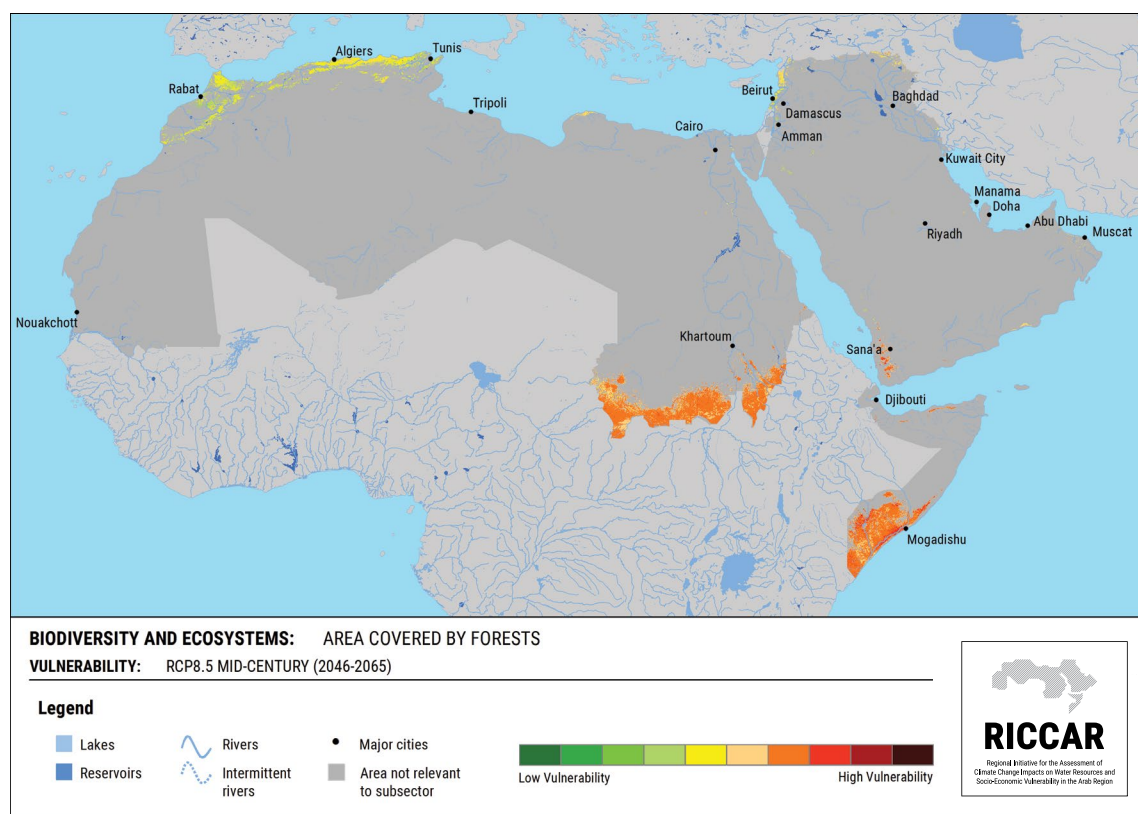 Algiers
Tunis
Rabat
Tripoli
Beirut
Damascus
Baghdad
Cairo
Amman
Kuwait City
Manama
Doha
Abu Dhabi
Muscat
Riyadh
Nouakchott
Khartoum
Sana'a
Djibouti
Mogadishu
BIODIVERSITY AND ECOSYSTEMS: AREA COVERED BY FORESTS
VULNERABILITY: RCP8.5 MID-CENTURY (2046-2065)
Legend
Lakes
Reservoirs
Rivers
Intermittent
rivers
Major cities
Area not relevant
to subsector
Low Vulnerability
High Vulnerability
RICCAR
Regional Initiative for the Assessment of
Climate Change Impacts on Water Resources and
Socio-Economic Vulnerability in the Arab Region